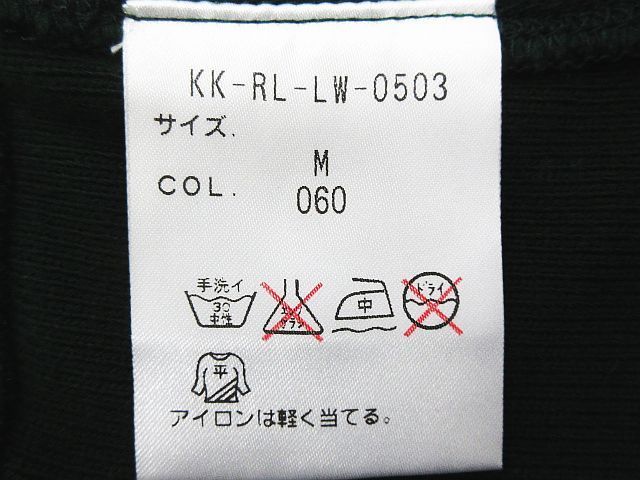 KK-RL-LW-0503
サイズ.
M
COL. 060
手洗イ
30
中性
中
ドライ
平
アイロンは軽く当てる。